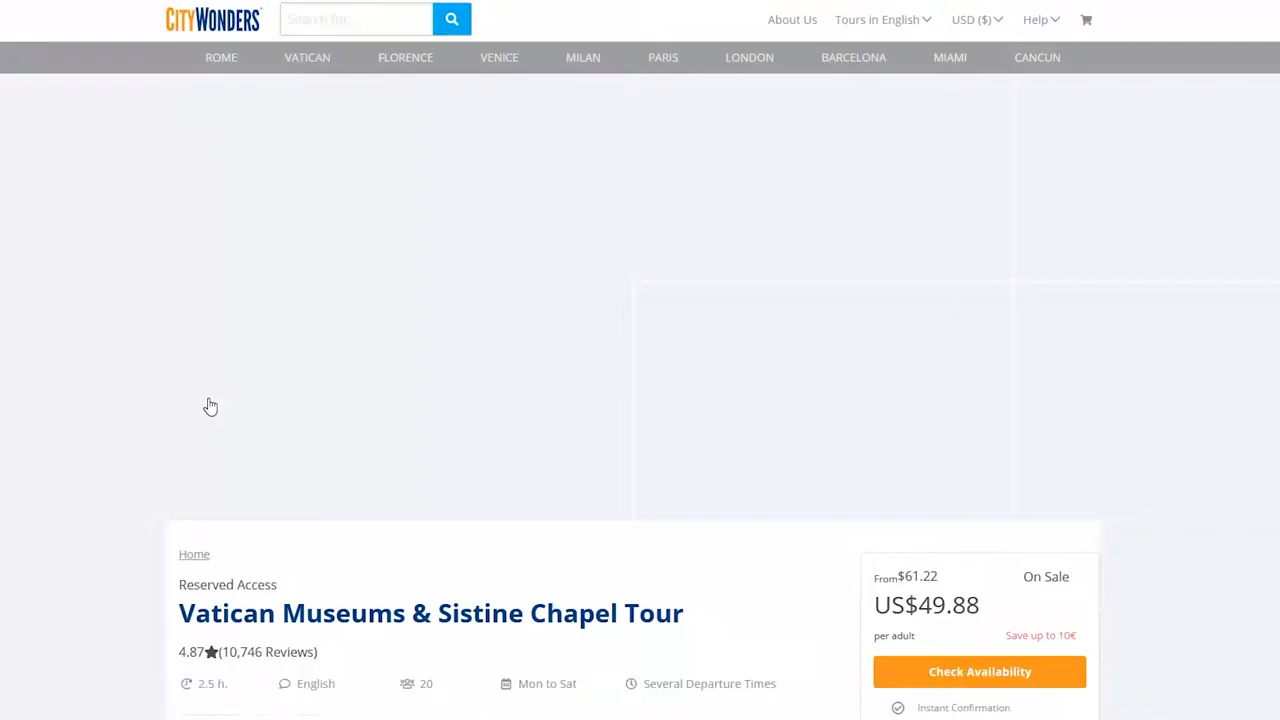 CITYWONDERS
Search for...
About Us
Tours in English
USD ($)
Help
ROME
VATICAN
FLORENCE
VENICE
MILAN
PARIS
LONDON
BARCELONA
MIAMI
CANCUN
Home
Reserved Access
Vatican Museums & Sistine Chapel Tour
4.87 (10,746 Reviews)
2.5 h.
English
20
Mon to Sat
Several Departure Times
From $61.22
On Sale
US$49.88
per adult
Save up to 10€
Check Availability
Instant Confirmation